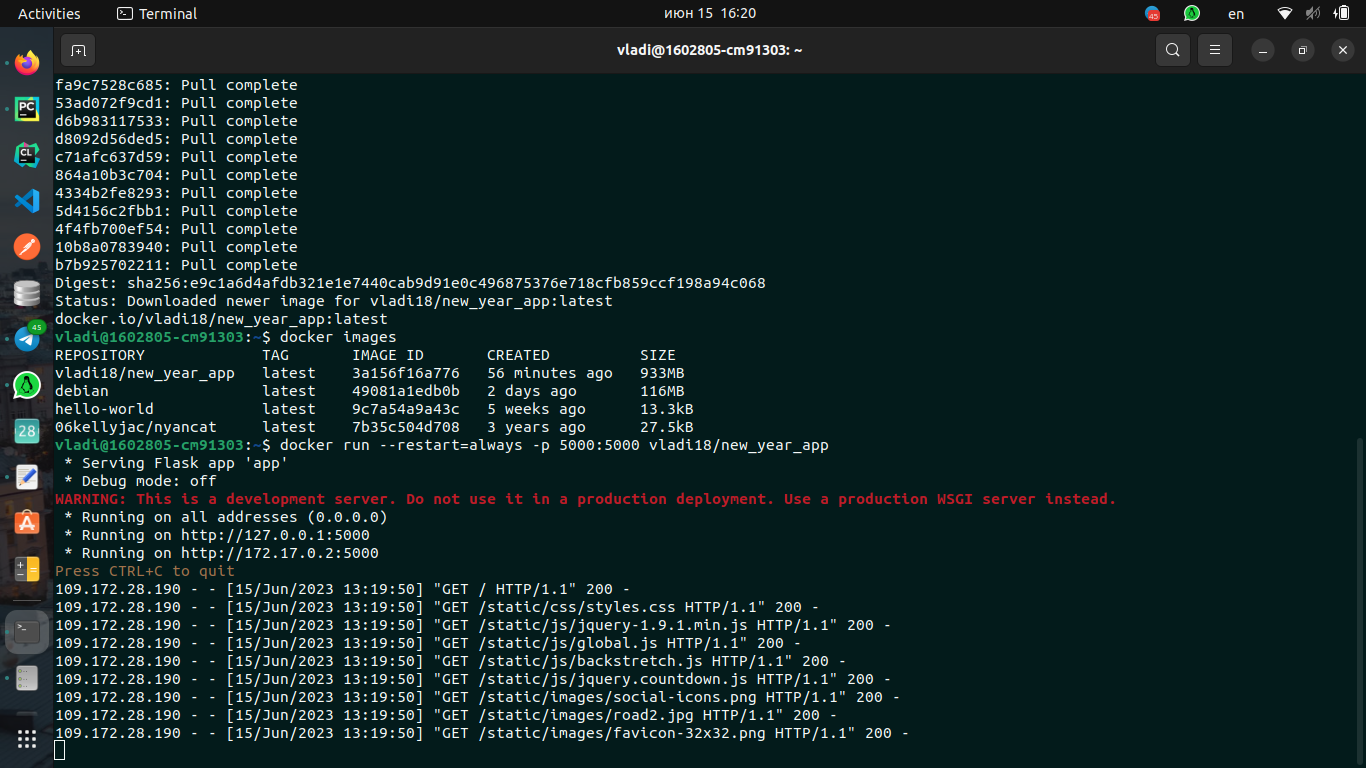 Activities
Terminal
июн 15 16:20
45
en
vladi@1602805-cm91303: ~
PC
CL
45
28
fa9c7528c685: Pull complete
53ad072f9cd1: Pull complete
d6b983117533: Pull complete
d8092d56ded5: Pull complete
c71afc637d59: Pull complete
864a10b3c704: Pull complete
4334b2fe8293: Pull complete
5d4156c2fbb1: Pull complete
4f4fb700ef54: Pull complete
10b8a0783940: Pull complete
b7b925702211: Pull complete
Digest: sha256:e9c1a6d4afdb321e1e7440cab9d91e0c496875376e718cfb859ccf198a94c068
Status: Downloaded newer image for vladi18/new_year_app:latest
docker.io/vladi18/new_year_app:latest
vladi@1602805-cm91303:~$ docker images
REPOSITORY TAG IMAGE ID CREATED SIZE
vladi18/new_year_app latest 3a156f16a776 56 minutes ago 933MB
debian latest 49081a1edb0b 2 days ago 116MB
hello-world latest 9c7a54a9a43c 5 weeks ago 13.3kB
06kellyjac/nyancat latest 7b35c504d708 3 years ago 27.5kB
vladi@1602805-cm91303:~$ docker run --restart=always -p 5000:5000 vladi18/new_year_app
* Serving Flask app 'app'
* Debug mode: off
WARNING: This is a development server. Do not use it in a production deployment. Use a production WSGI server instead.
* Running on all addresses (0.0.0.0)
* Running on http://127.0.0.1:5000
* Running on http://172.17.0.2:5000
Press CTRL+C to quit
109.172.28.190 - - [15/Jun/2023 13:19:50] "GET / HTTP/1.1" 200 -
109.172.28.190 - - [15/Jun/2023 13:19:50] "GET /static/css/styles.css HTTP/1.1" 200 -
109.172.28.190 - - [15/Jun/2023 13:19:50] "GET /static/js/jquery-1.9.1.min.js HTTP/1.1" 200 -
109.172.28.190 - - [15/Jun/2023 13:19:50] "GET /static/js/global.js HTTP/1.1" 200 -
109.172.28.190 - - [15/Jun/2023 13:19:50] "GET /static/js/backstretch.js HTTP/1.1" 200 -
109.172.28.190 - - [15/Jun/2023 13:19:50] "GET /static/js/jquery.countdown.js HTTP/1.1" 200 -
109.172.28.190 - - [15/Jun/2023 13:19:50] "GET /static/images/social-icons.png HTTP/1.1" 200 -
109.172.28.190 - - [15/Jun/2023 13:19:50] "GET /static/images/road2.jpg HTTP/1.1" 200 -
109.172.28.190 - - [15/Jun/2023 13:19:50] "GET /static/images/favicon-32x32.png HTTP/1.1" 200 -